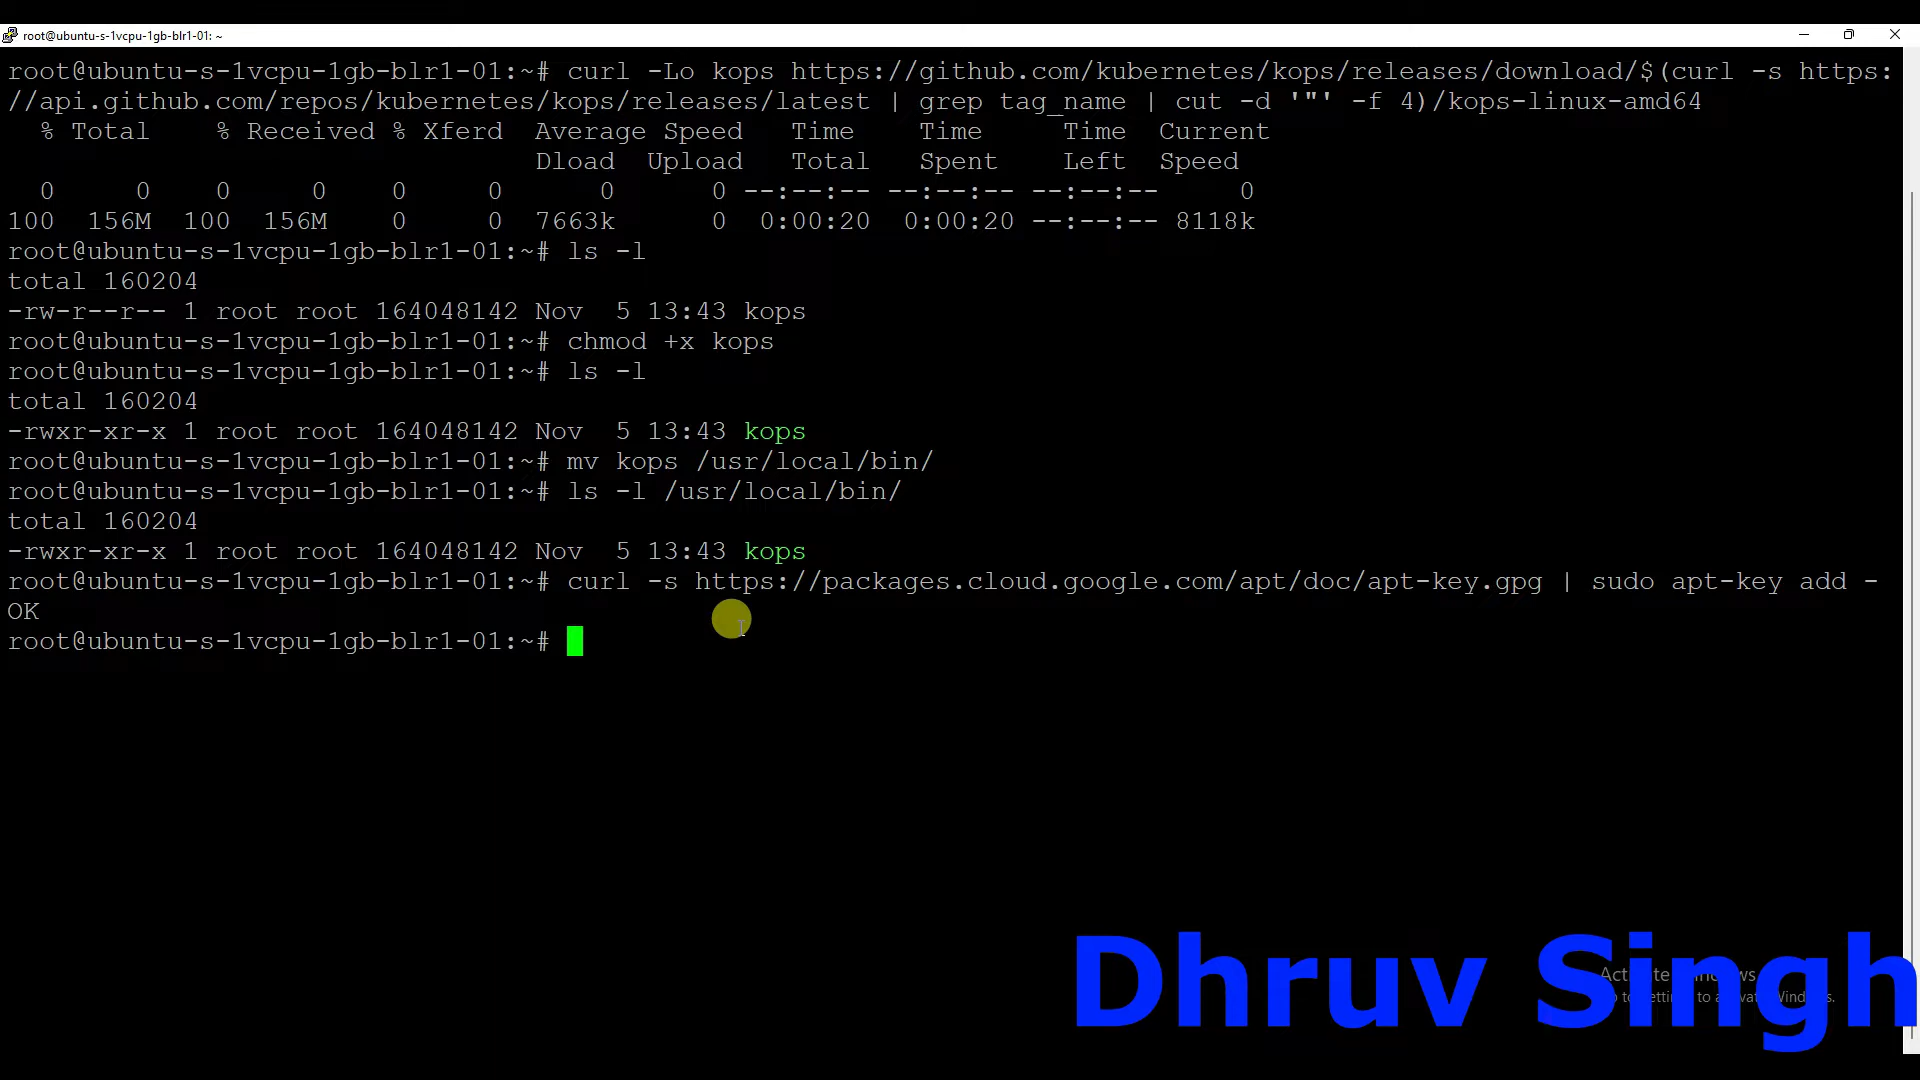 root@ubuntu-s-1vcpu-1gb-blr1-01: ~
root@ubuntu-s-1vcpu-1gb-blr1-01:~# curl -Lo kops https://github.com/kubernetes/kops/releases/download/$(curl -s https:
//api.github.com/repos/kubernetes/kops/releases/latest | grep tag_name | cut -d '"' -f 4)/kops-linux-amd64
  % Total    % Received % Xferd  Average Speed   Time    Time     Time  Current
                                 Dload  Upload   Total   Spent    Left  Speed
  0     0    0     0    0     0      0      0 --:--:-- --:--:-- --:--:--     0
100  156M  100  156M    0     0  7663k      0  0:00:20  0:00:20 --:--:-- 8118k
root@ubuntu-s-1vcpu-1gb-blr1-01:~# ls -l
total 160204
-rw-r--r-- 1 root root 164048142 Nov  5 13:43 kops
root@ubuntu-s-1vcpu-1gb-blr1-01:~# chmod +x kops
root@ubuntu-s-1vcpu-1gb-blr1-01:~# ls -l
total 160204
-rwxr-xr-x 1 root root 164048142 Nov  5 13:43 kops
root@ubuntu-s-1vcpu-1gb-blr1-01:~# mv kops /usr/local/bin/
root@ubuntu-s-1vcpu-1gb-blr1-01:~# ls -l /usr/local/bin/
total 160204
-rwxr-xr-x 1 root root 164048142 Nov  5 13:43 kops
root@ubuntu-s-1vcpu-1gb-blr1-01:~# curl -s https://packages.cloud.google.com/apt/doc/apt-key.gpg | sudo apt-key add -
OK
root@ubuntu-s-1vcpu-1gb-blr1-01:~#
Dhruv Singh